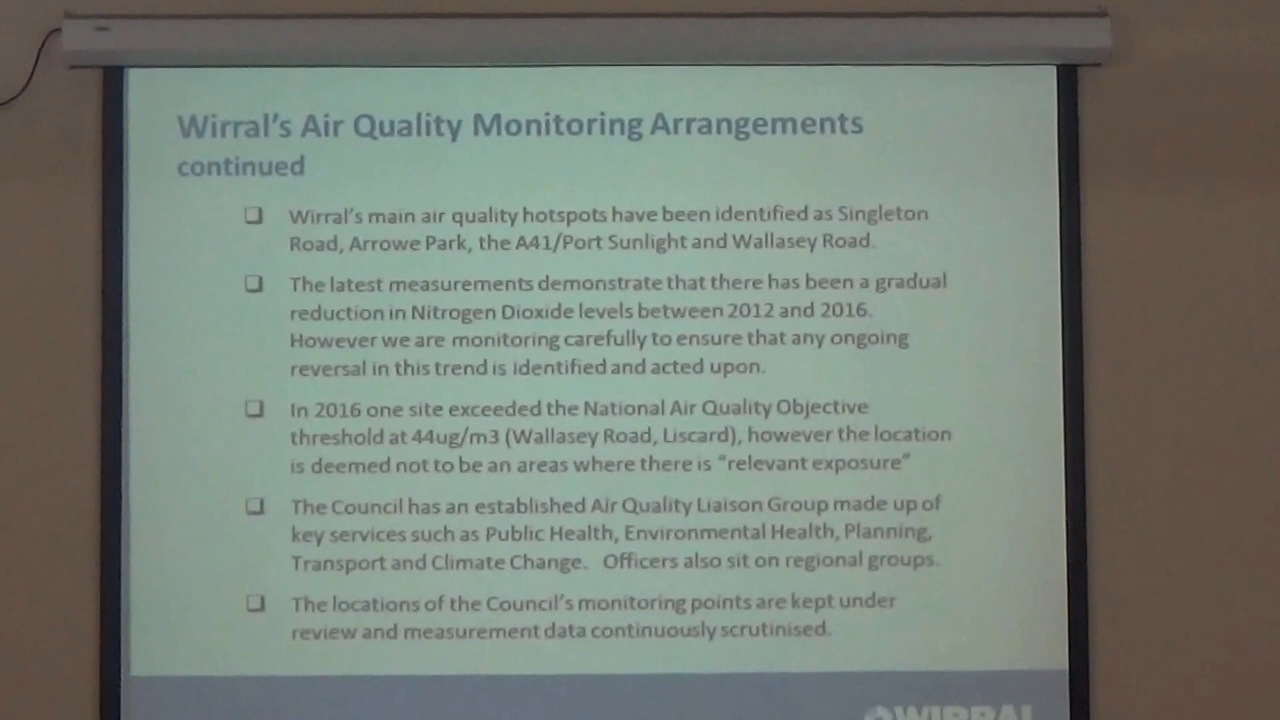 Wirral's Air Quality Monitoring Arrangements
continued
❑ Wirral's main air quality hotspots have been identified as Singleton
Road, Arrowe Park, the A41/Port Sunlight and Wallasey Road.
❑ The latest measurements demonstrate that there has been a gradual
reduction in Nitrogen Dioxide levels between 2012 and 2016.
However we are monitoring carefully to ensure that any ongoing
reversal in this trend is identified and acted upon.
❑ In 2016 one site exceeded the National Air Quality Objective
threshold at 44ug/m3 (Wallasey Road, Liscard), however the location
is deemed not to be an areas where there is “relevant exposure”
❑ The Council has an established Air Quality Liaison Group made up of
key services such as Public Health, Environmental Health, Planning,
Transport and Climate Change. Officers also sit on regional groups.
❑ The locations of the Council's monitoring points are kept under
review and measurement data continuously scrutinised.
WIRRAL